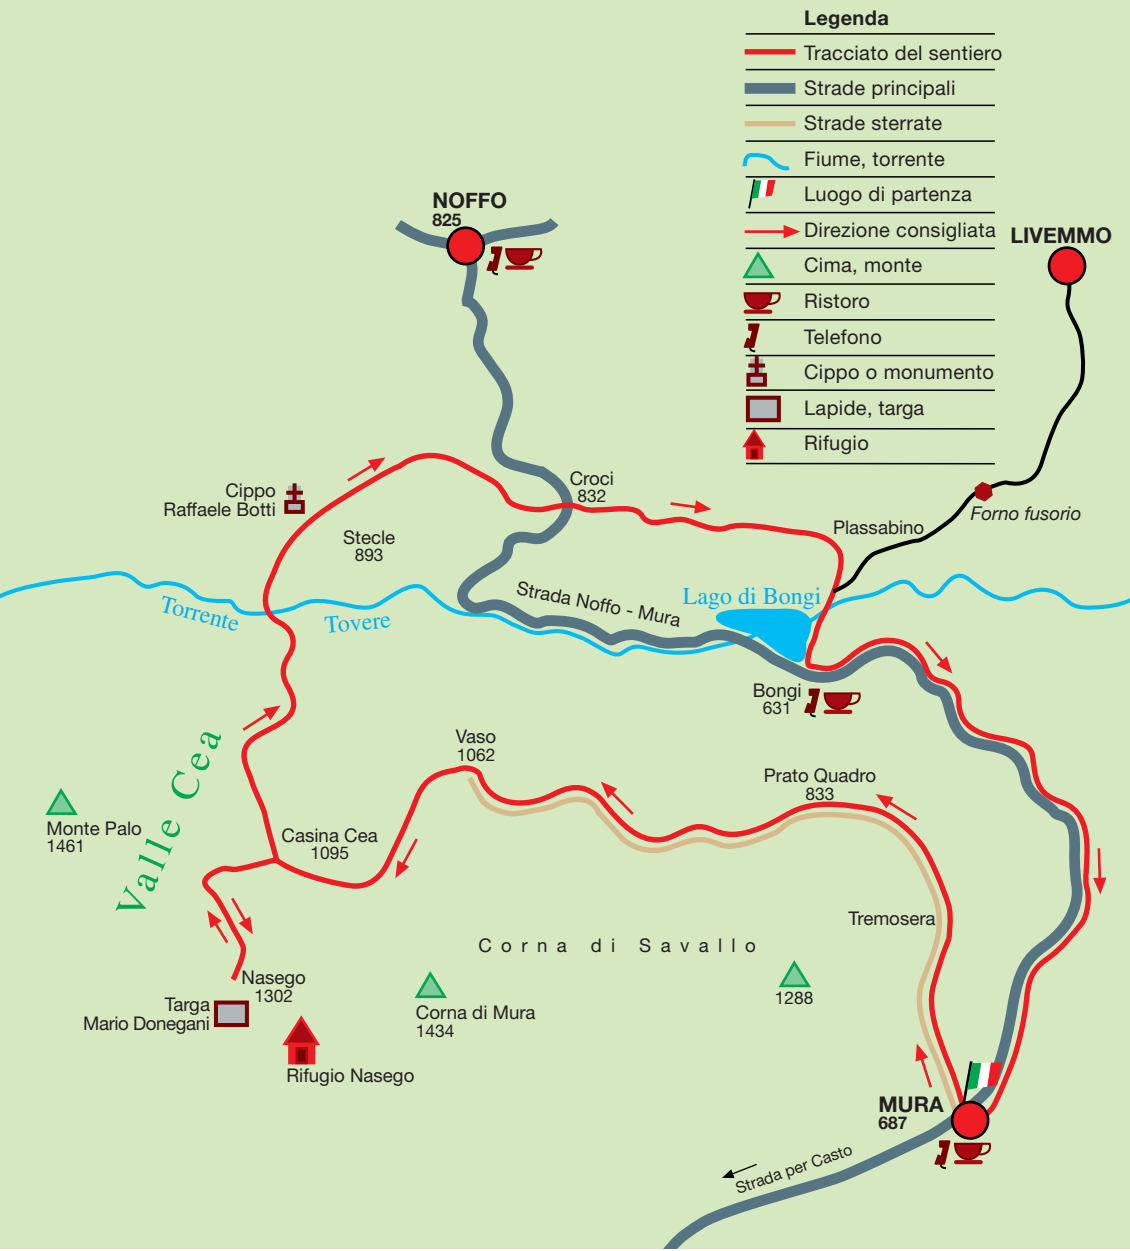 Legenda
Tracciato del sentiero
Strade principali
Strade sterrate
Fiume, torrente
Luogo di partenza
Direzione consigliata
Cima, monte
Ristoro
Telefono
Cippo o monumento
Lapide, targa
Rifugio
NOFFO
825
LIVEMMO
Croci
832
Cippo
Raffaele Botti
Forno fusorio
Plassabino
Stecle
893
Strada Noffo - Mura
Lago di Bongi
Torrente
Tovere
Bongi
631
Vaso
1062
Prato Quadro
833
Valle Cea
Monte Palo
1461
Casina Cea
1095
Tremosera
Corna di Savallo
Nasego
1302
Targa
Mario Donegani
Corna di Mura
1434
1288
Rifugio Nasego
MURA
687
Strada per Casto